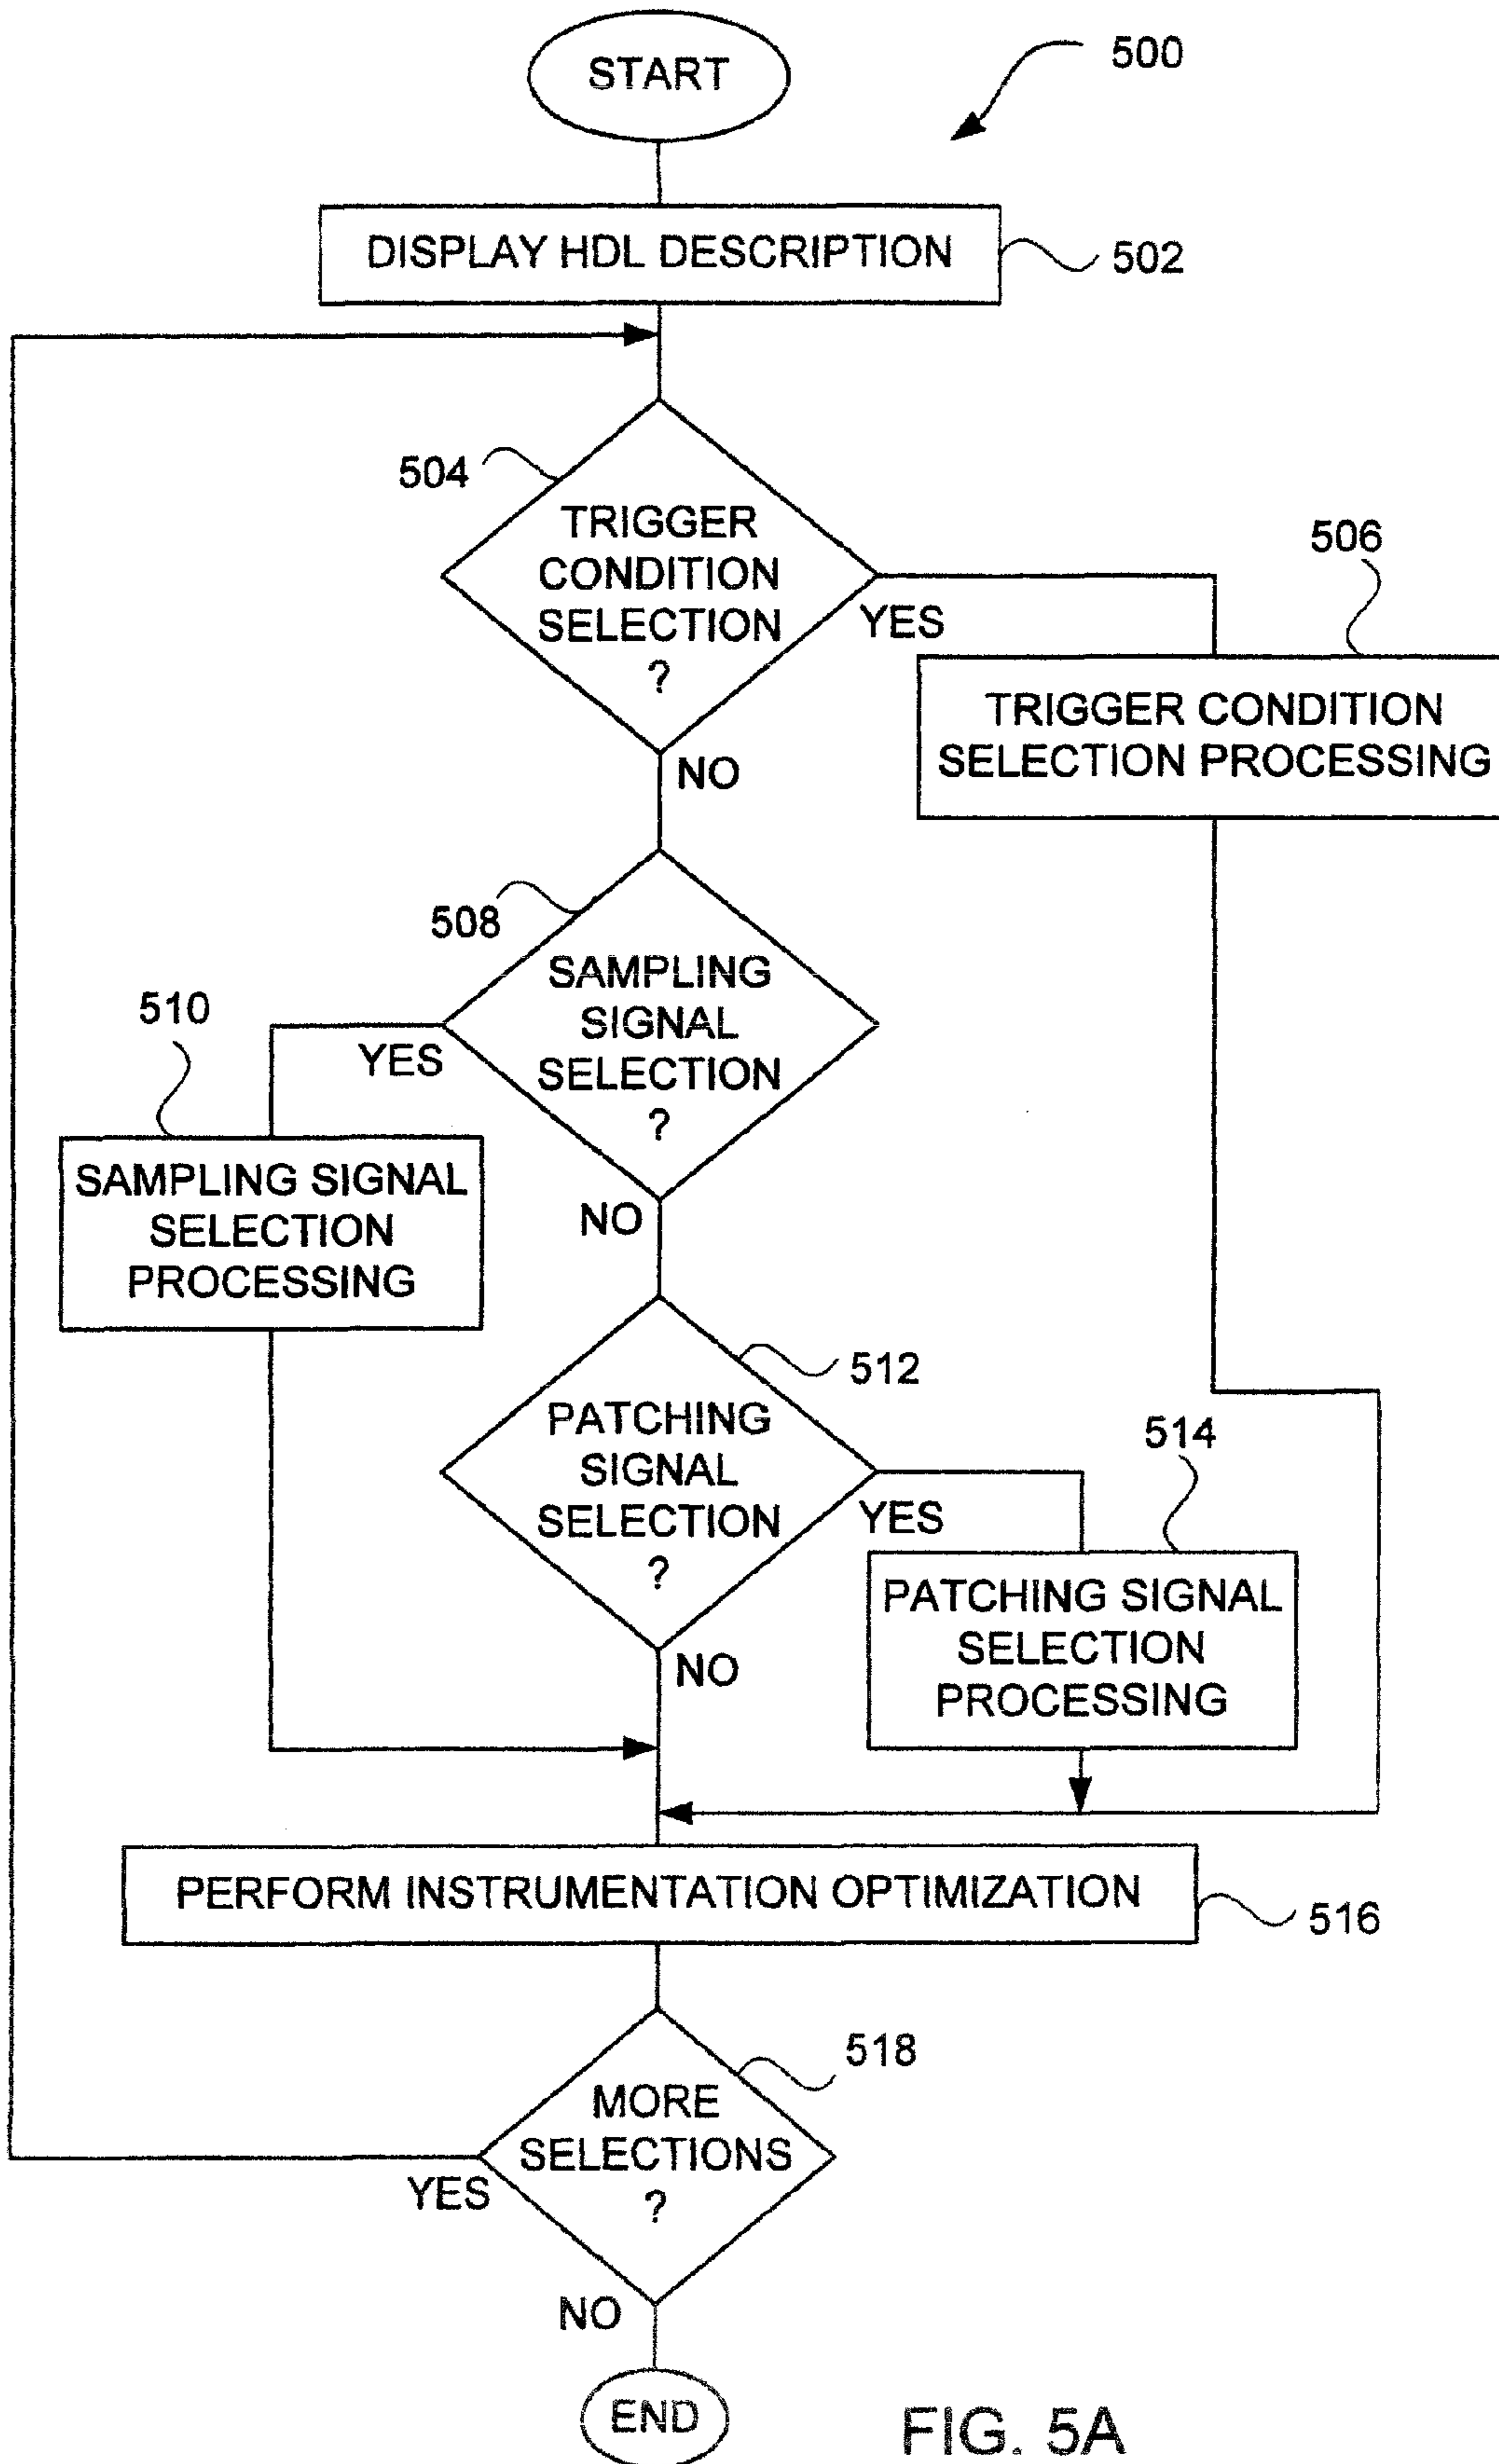 START
500
DISPLAY HDL DESCRIPTION
502
504
TRIGGER
CONDITION
SELECTION
?
YES
NO
506
TRIGGER CONDITION
SELECTION PROCESSING
508
SAMPLING
SIGNAL
SELECTION
?
YES
NO
510
SAMPLING SIGNAL
SELECTION
PROCESSING
512
PATCHING
SIGNAL
SELECTION
?
YES
NO
514
PATCHING SIGNAL
SELECTION
PROCESSING
PERFORM INSTRUMENTATION OPTIMIZATION
516
518
MORE
SELECTIONS
?
YES
NO
END
FIG. 5A